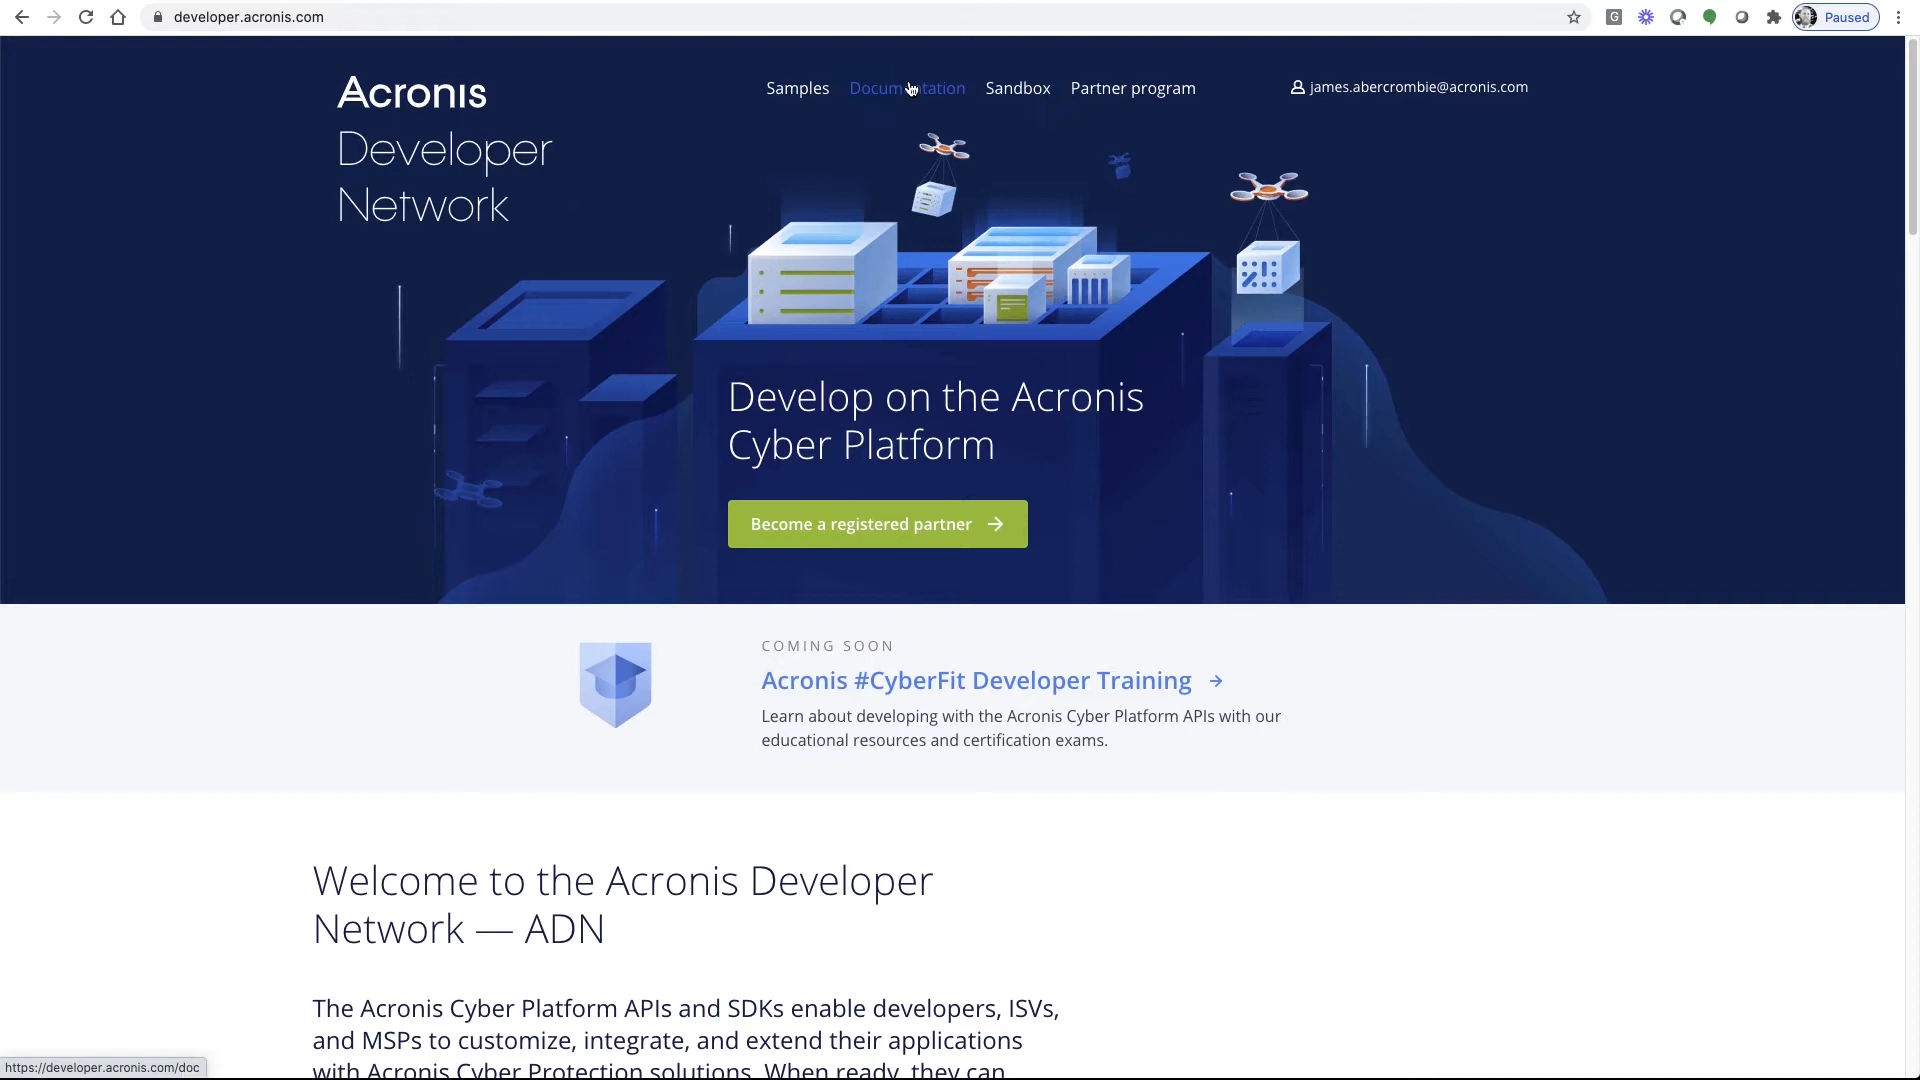 developer.acronis.com
G
Paused
Acronis
Developer
Network
Samples
Documentation
Sandbox
Partner program
james.abercrombie@acronis.com
Develop on the Acronis
Cyber Platform
Become a registered partner →
COMING SOON
Acronis #CyberFit Developer Training →
Learn about developing with the Acronis Cyber Platform APIs with our
educational resources and certification exams.
Welcome to the Acronis Developer
Network — ADN
The Acronis Cyber Platform APIs and SDKs enable developers, ISVs,
and MSPs to customize, integrate, and extend their applications
with Acronis Cyber Protection solutions. When ready, they can
https://developer.acronis.com/doc